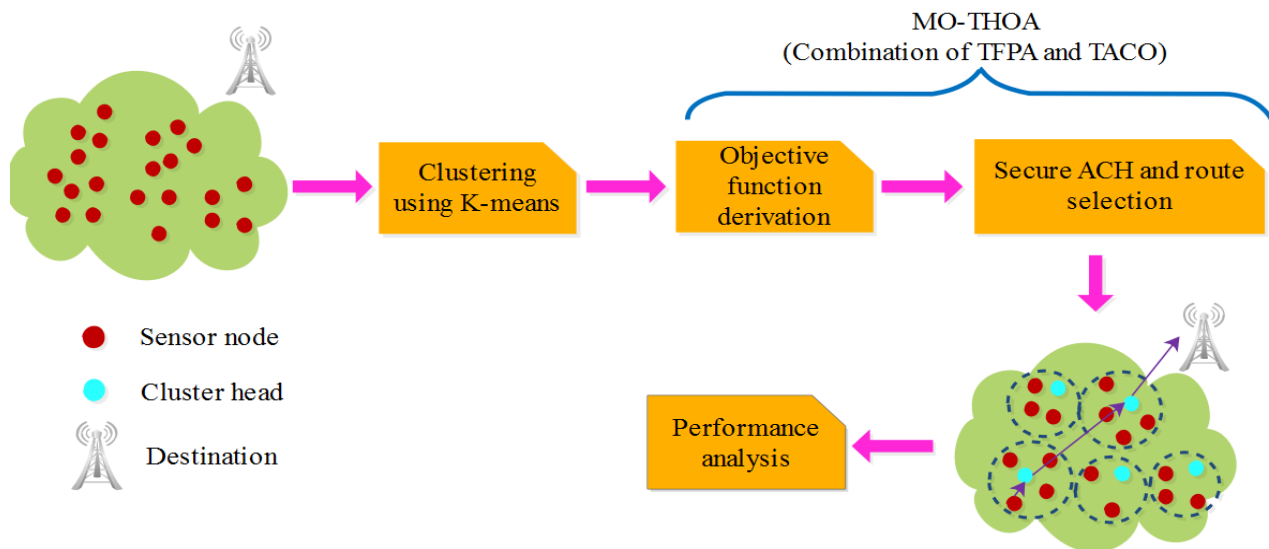 MO-THOA
(Combination of TFPA and TACO)
Clustering
using K-means
Objective
function
derivation
Secure ACH and route
selection
Sensor node
Cluster head
Destination
Performance
analysis